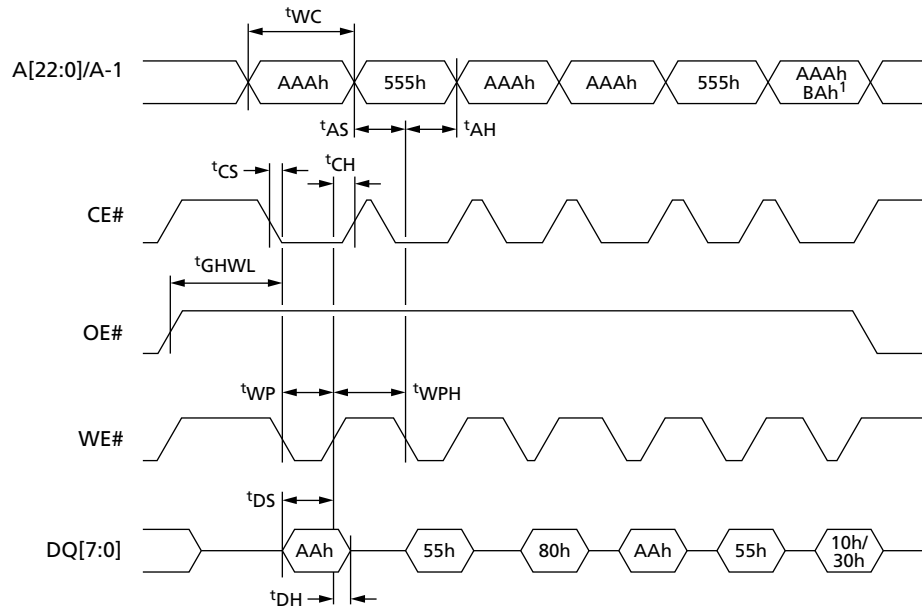 tWC
A[22:0]/A-1
AAAh 555h AAAh AAAh 555h AAAh
BAh1
tAS tAH
tCS tCH
CE#
tGHWL
OE#
tWP tWPH
WE#
tDS
DQ[7:0] AAh 55h 80h AAh 55h 10h/
30h
tDH